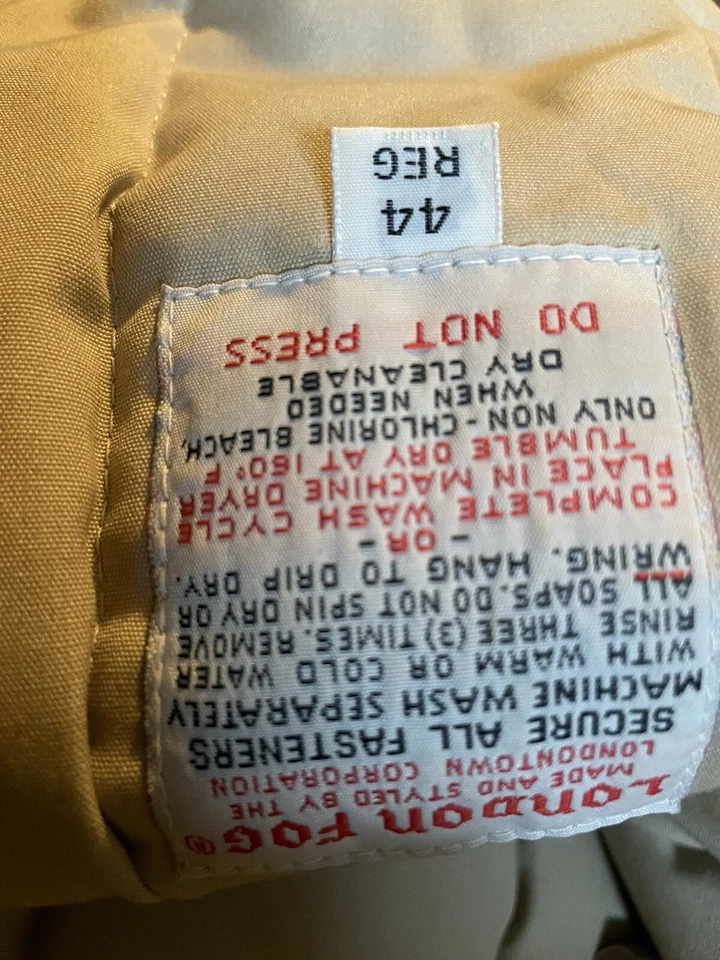 LONDON FOG®
MADE AND STYLED BY THE
LONDONTOWN CORPORATION
SECURE ALL FASTENERS
MACHINE WASH SEPARATELY
WITH WARM OR COLD WATER
RINSE THREE (3) TIMES. REMOVE
ALL SOAPS. DO NOT SPIN DRY OR
WRING. HANG TO DRIP DRY.
- OR -
COMPLETE WASH CYCLE
PLACE IN MACHINE DRYER
TUMBLE DRY AT 160° F
ONLY NON-CHLORINE BLEACH,
WHEN NEEDED
DRY CLEANABLE
DO NOT PRESS
44
REG